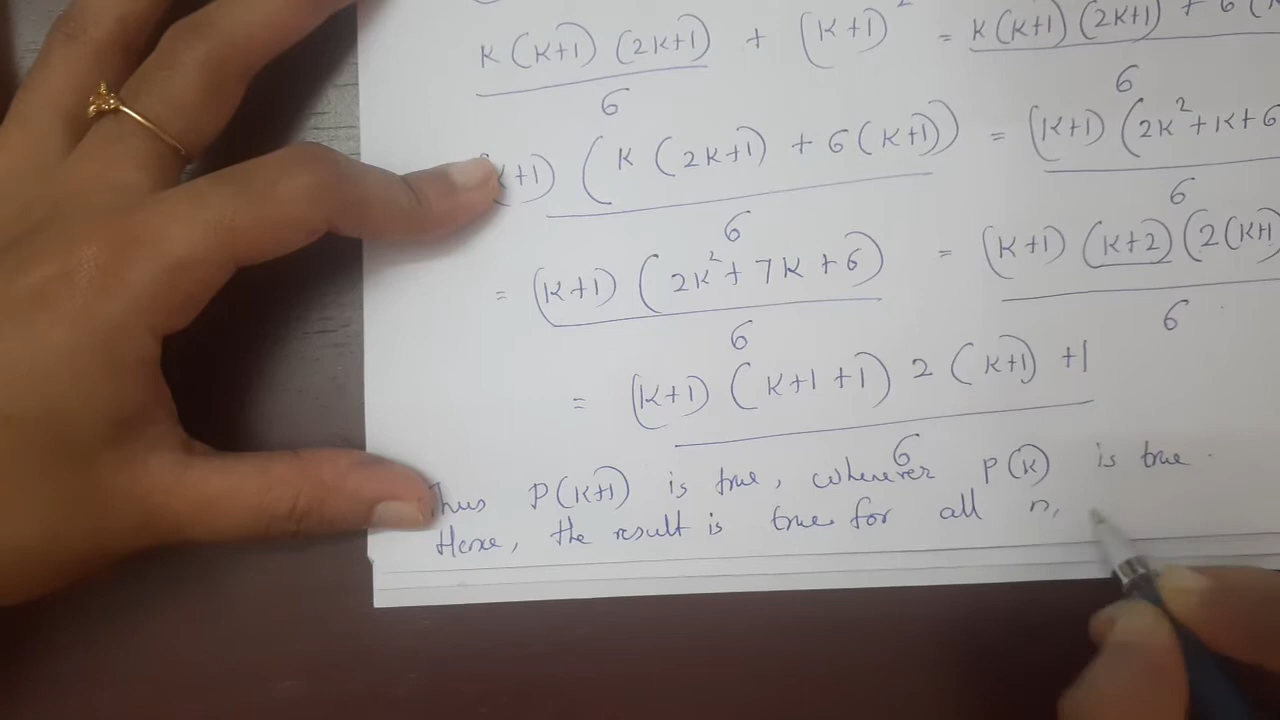 k(k+1)(2k+1)/6 + (k+1)² = k(k+1)(2k+1) + 6(/6
k+1)(k(2k+1) + 6(k+1))/6 = (k+1)(2k²+k+6/6
= (k+1)(2k²+7k+6)/6 = (k+1)(k+2)(2(k+1)/6
= (k+1)(k+1+1) 2(k+1)+1/6
Thus P(k+1) is true, whenever P(k) is true.
Hence, the result is true for all n,